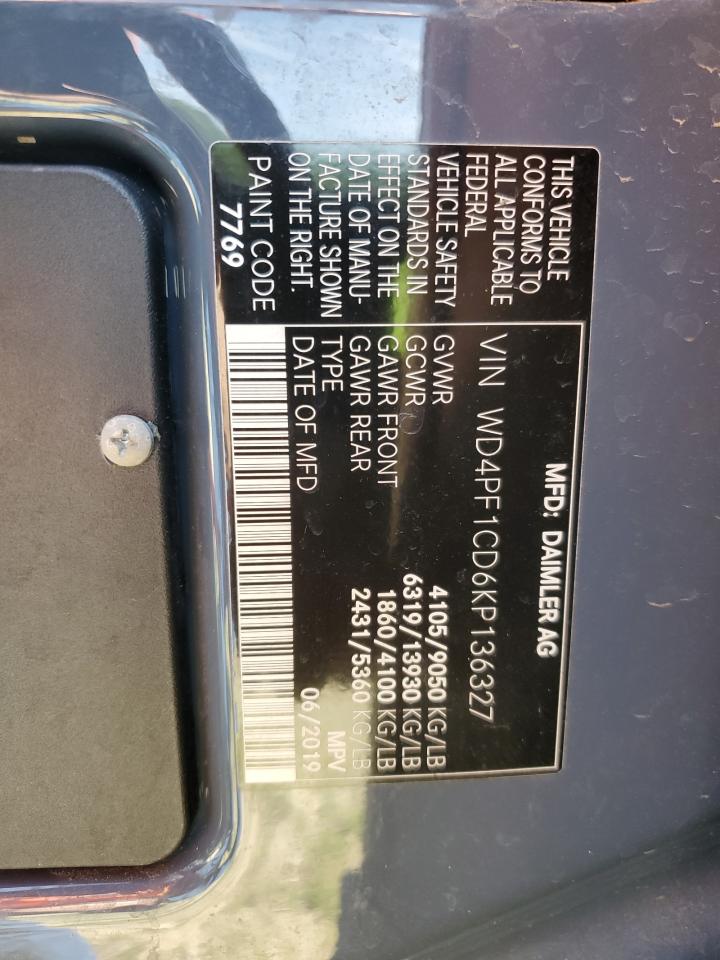 THIS VEHICLE
CONFORMS TO
ALL APPLICABLE
FEDERAL
VEHICLE SAFETY
STANDARDS IN
EFFECT ON THE
DATE OF MANU-
FACTURE SHOWN
ON THE RIGHT.
PAINT CODE
7769
MFD: DAIMLER AG
VIN WD4PF1CD6KP136327
GVWR 4105/9050 KG/LB
GCWR 6319/13930 KG/LB
GAWR FRONT 1860/4100 KG/LB
GAWR REAR 2431/5360 KG/LB
TYPE MPV
DATE OF MFD 06/2019